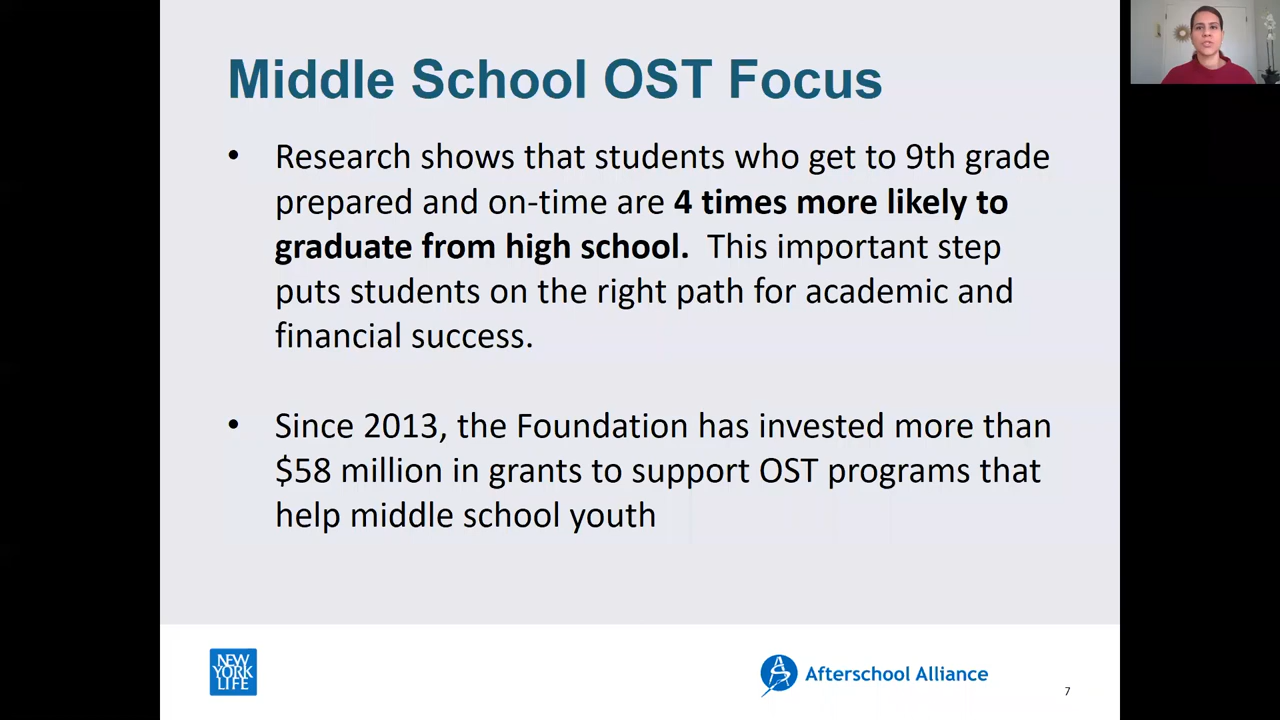 Middle School OST Focus
• Research shows that students who get to 9th grade
prepared and on-time are 4 times more likely to
graduate from high school.  This important step
puts students on the right path for academic and
financial success.
• Since 2013, the Foundation has invested more than
$58 million in grants to support OST programs that
help middle school youth
NEW
YORK
LIFE
Afterschool Alliance
7